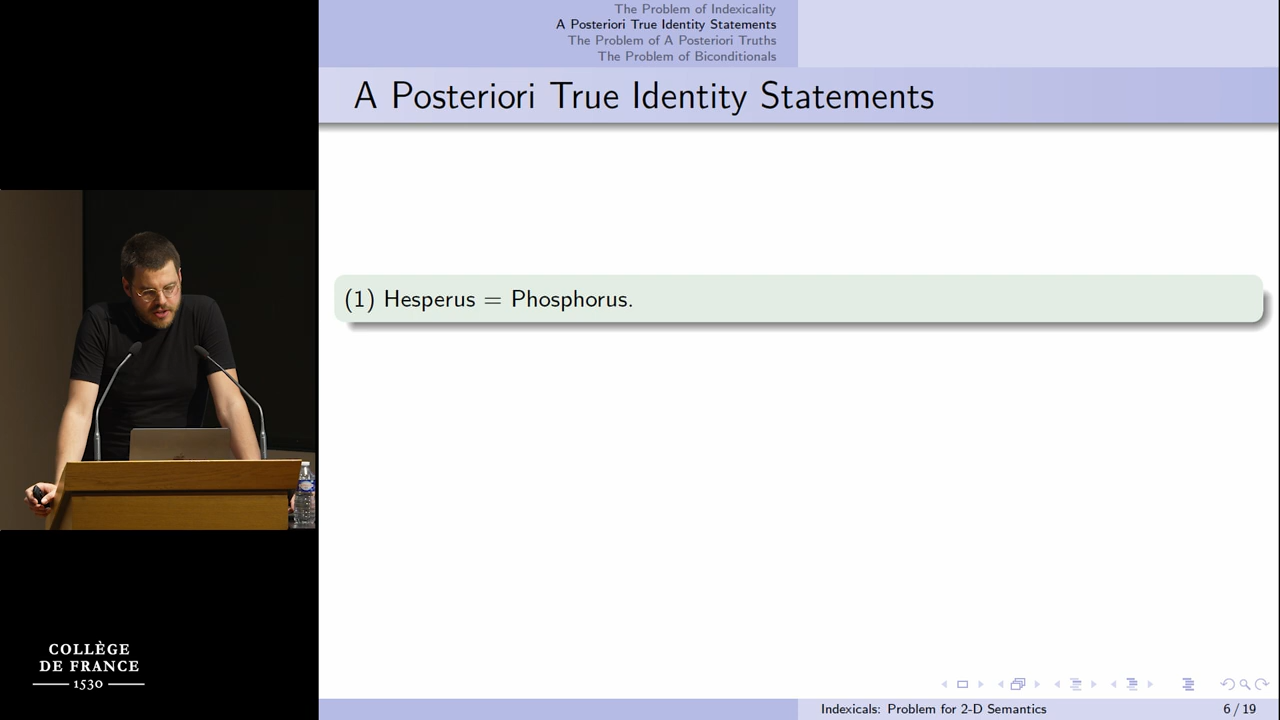 The Problem of Indexicality
A Posteriori True Identity Statements
The Problem of A Posteriori Truths
The Problem of Biconditionals
A Posteriori True Identity Statements
(1) Hesperus = Phosphorus.
COLLÈGE
DE FRANCE
1530
Indexicals: Problem for 2-D Semantics
6 / 19